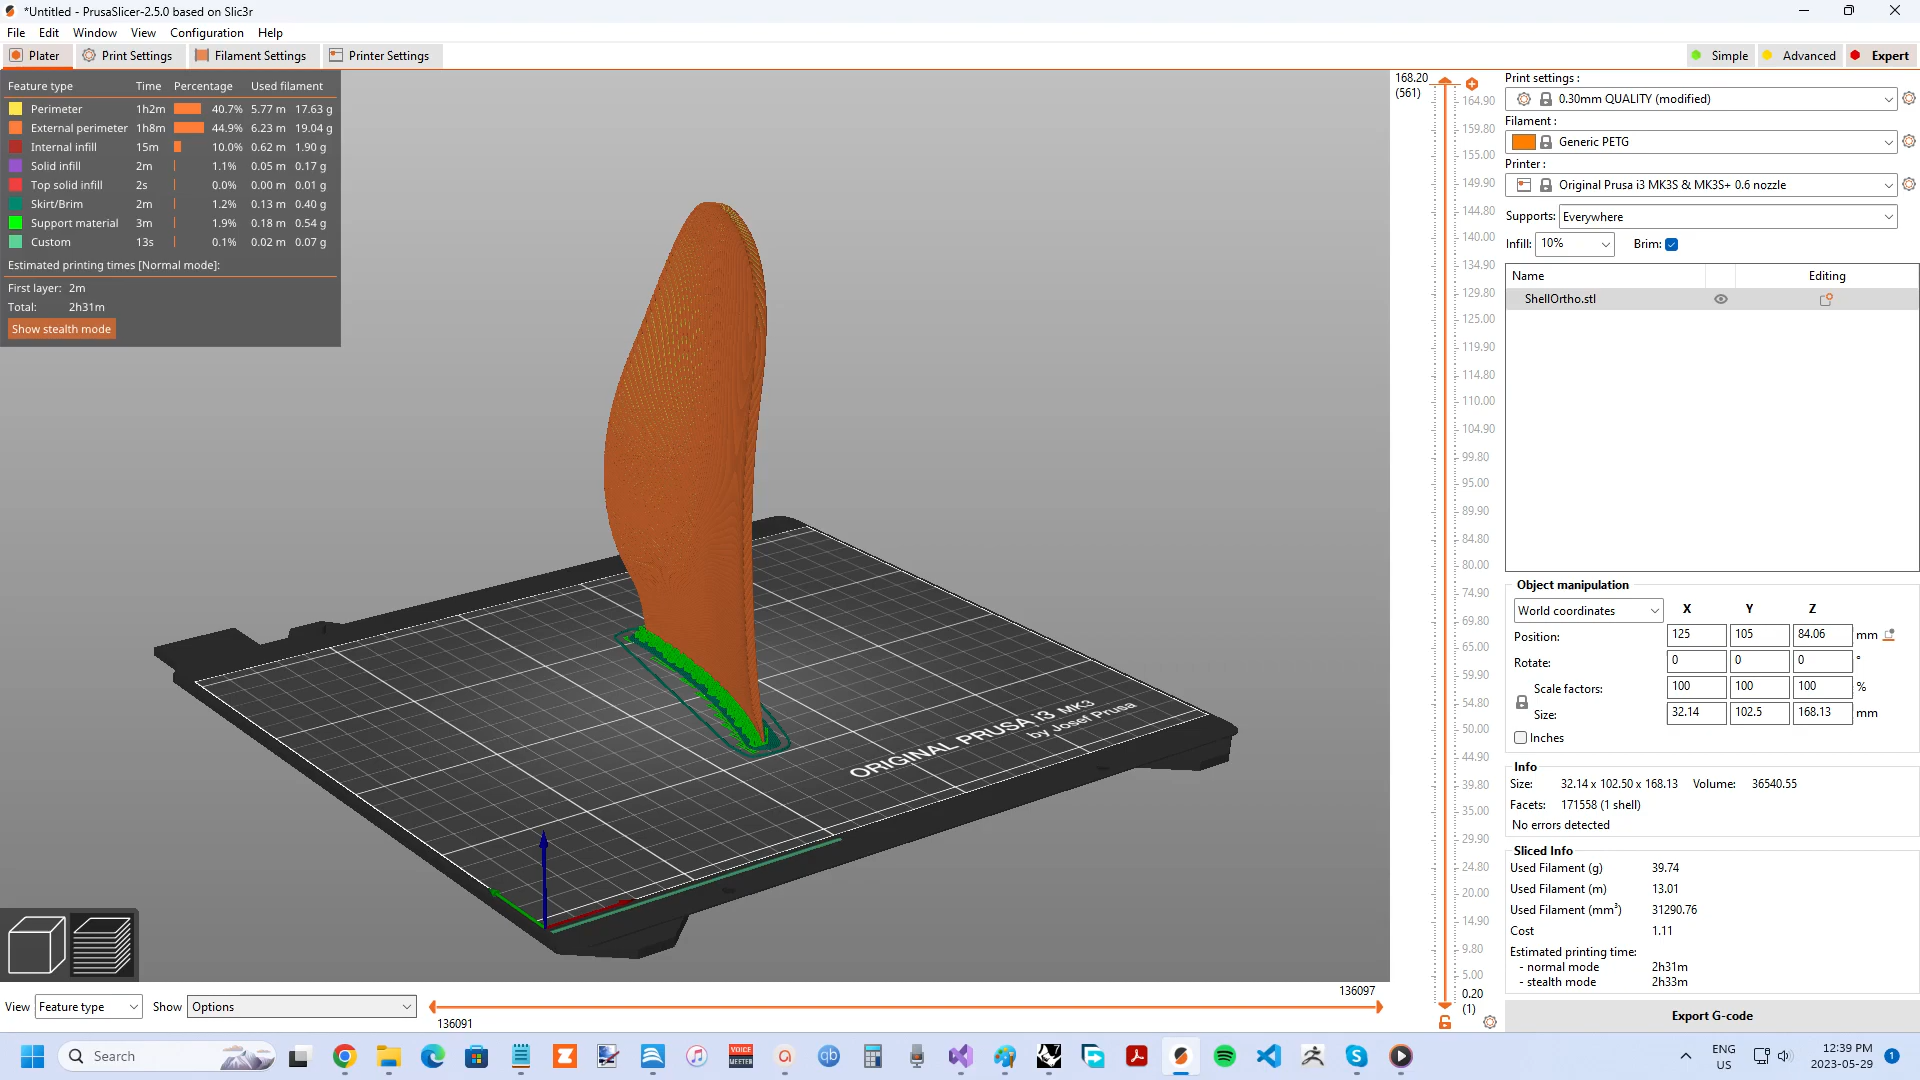 *Untitled - PrusaSlicer-2.5.0 based on Slic3r
File Edit Window View Configuration Help
Plater Print Settings Filament Settings Printer Settings Simple Advanced Expert
Feature type Time Percentage Used filament
Perimeter 1h2m 40.7% 5.77 m 17.63 g
External perimeter 1h8m 44.9% 6.23 m 19.04 g
Internal infill 15m 10.0% 0.62 m 1.90 g
Solid infill 2m 1.1% 0.05 m 0.17 g
Top solid infill 2s 0.0% 0.00 m 0.01 g
Skirt/Brim 2m 1.2% 0.13 m 0.40 g
Support material 3m 1.9% 0.18 m 0.54 g
Custom 13s 0.1% 0.02 m 0.07 g
Estimated printing times [Normal mode]:
First layer: 2m
Total: 2h31m
Show stealth mode
ORIGINAL PRUSA i3 MK3
by Josef Prusa
168.20
(561)
164.90
159.80
155.00
149.90
144.80
140.00
134.90
129.80
125.00
119.90
114.80
110.00
104.90
99.80
95.00
89.90
84.80
80.00
74.90
69.80
65.00
59.90
54.80
50.00
44.90
39.80
35.00
29.90
24.80
20.00
14.90
9.80
5.00
0.20
(1)
Print settings :
0.30mm QUALITY (modified)
Filament :
Generic PETG
Printer :
Original Prusa i3 MK3S & MK3S+ 0.6 nozzle
Supports: Everywhere
Infill: 10% Brim:
Name Editing
ShellOrtho.stl
Object manipulation
World coordinates X Y Z
Position: 125 105 84.06 mm
Rotate: 0 0 0 °
Scale factors: 100 100 100 %
Size: 32.14 102.5 168.13 mm
Inches
Info
Size: 32.14 x 102.50 x 168.13 Volume: 36540.55
Facets: 171558 (1 shell)
No errors detected
Sliced Info
Used Filament (g) 39.74
Used Filament (m) 13.01
Used Filament (mm³) 31290.76
Cost 1.11
Estimated printing time:
- normal mode 2h31m
- stealth mode 2h33m
Export G-code
View Feature type Show Options
136097
136091
Search
VOICE
MEETER
qb
ENG
US
12:39 PM
2023-05-29
1